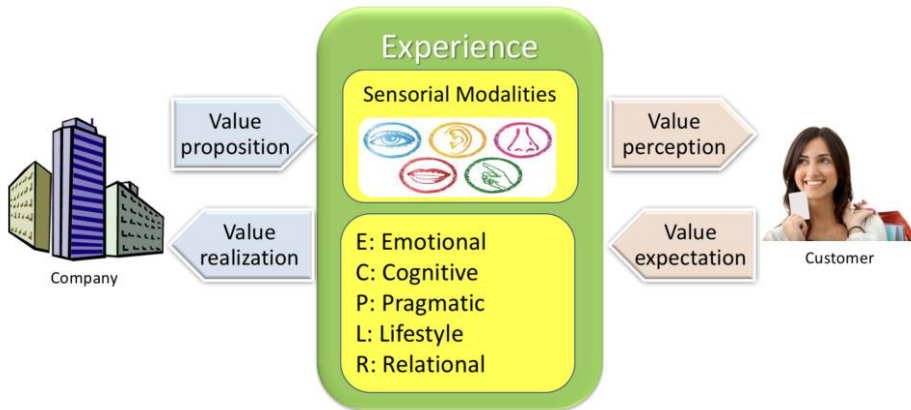 Experience
Sensorial Modalities
Value
proposition
Value
perception
Value
realization
Value
expectation
E: Emotional
C: Cognitive
P: Pragmatic
L: Lifestyle
R: Relational
Company
Customer